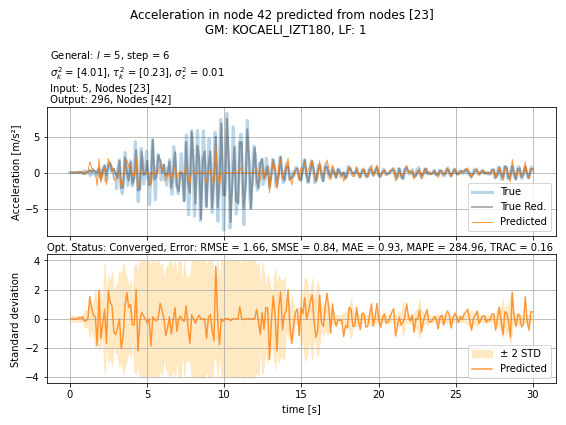 Acceleration in node 42 predicted from nodes [23]
GM: KOCAELI_IZT180, LF: 1
General: l = 5, step = 6
σ²ₖ = [4.01], τ²ₖ = [0.23], σ²ε = 0.01
Input: 5, Nodes [23]
Output: 296, Nodes [42]
Acceleration [m/s²]
5
0
−5
True
True Red.
Predicted
Opt. Status: Converged, Error: RMSE = 1.66, SMSE = 0.84, MAE = 0.93, MAPE = 284.96, TRAC = 0.16
Standard deviation
4
2
0
−2
−4
± 2 STD
Predicted
0 5 10 15 20 25 30
time [s]